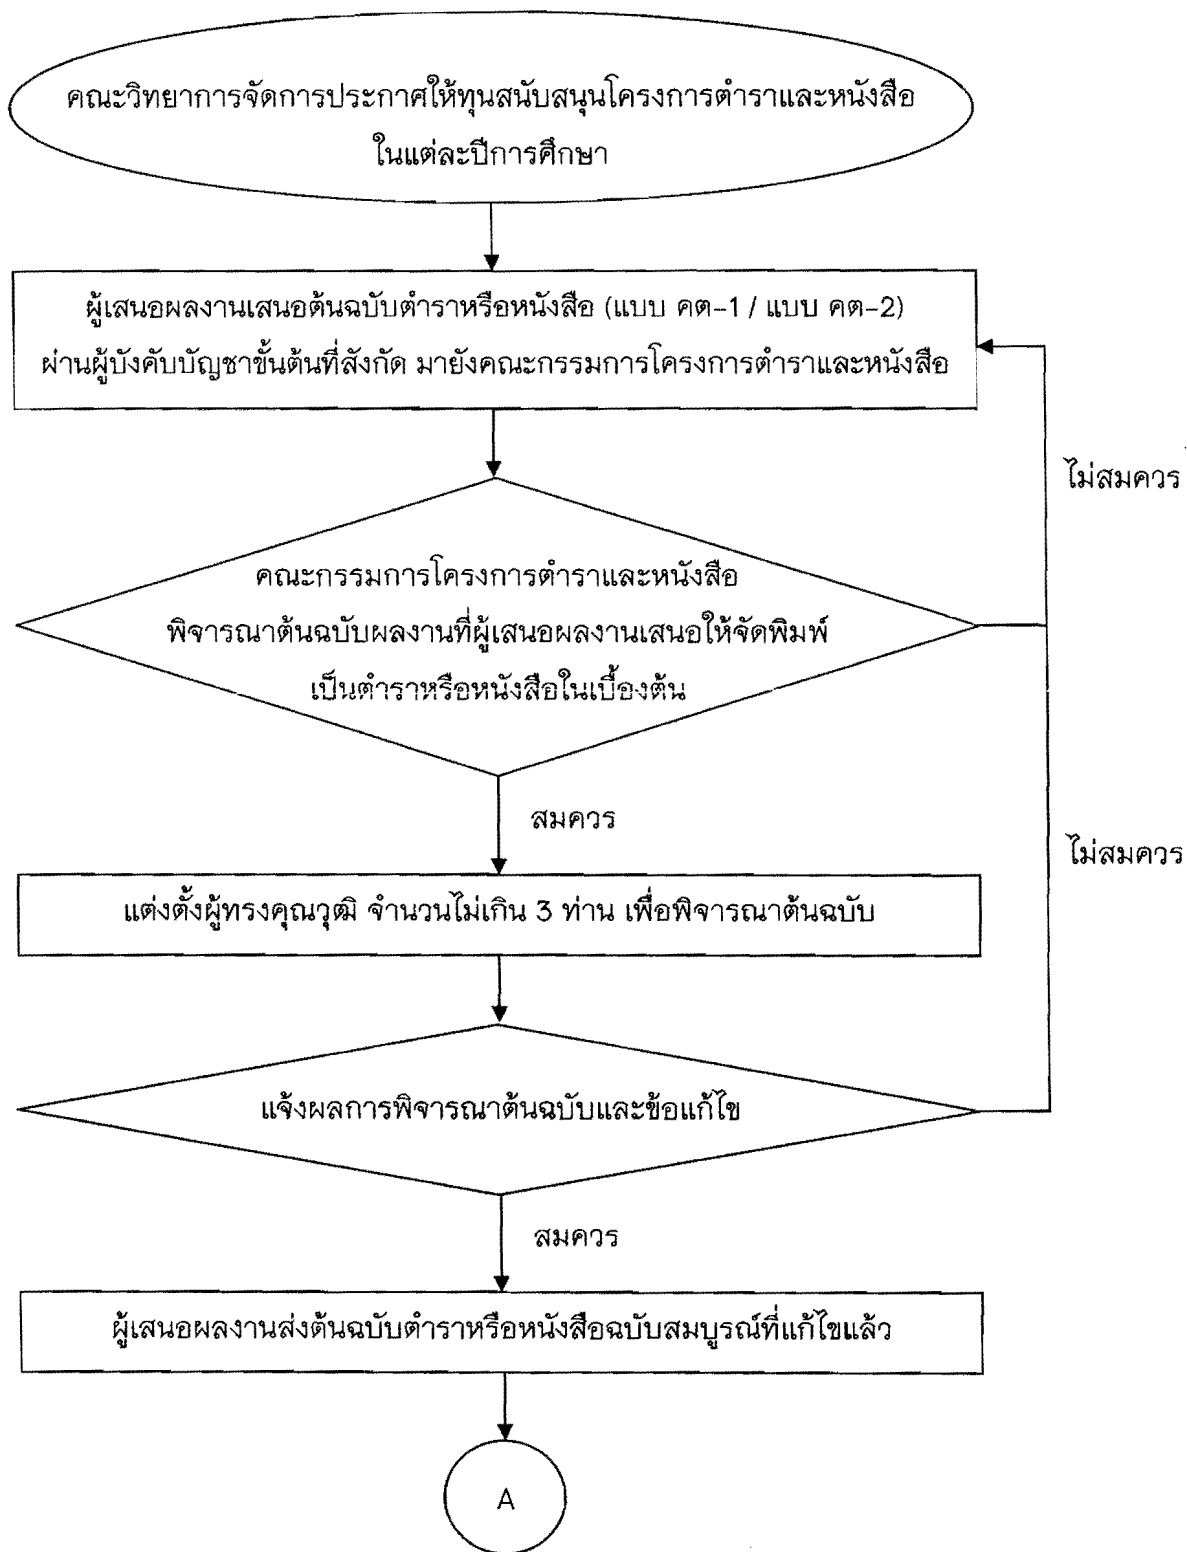 คณะวิทยาการจัดการประกาศให้ทุนสนับสนุนโครงการตำราและหนังสือ
ในแต่ละปีการศึกษา
ผู้เสนอผลงานเสนอต้นฉบับตำราหรือหนังสือ (แบบ คต-1 / แบบ คต-2)
ผ่านผู้บังคับบัญชาขั้นต้นที่สังกัด มายังคณะกรรมการโครงการตำราและหนังสือ
ไม่สมควร
คณะกรรมการโครงการตำราและหนังสือ
พิจารณาต้นฉบับผลงานที่ผู้เสนอผลงานเสนอให้จัดพิมพ์
เป็นตำราหรือหนังสือในเบื้องต้น
สมควร
ไม่สมควร
แต่งตั้งผู้ทรงคุณวุฒิ จำนวนไม่เกิน 3 ท่าน เพื่อพิจารณาต้นฉบับ
แจ้งผลการพิจารณาต้นฉบับและข้อแก้ไข
สมควร
ผู้เสนอผลงานส่งต้นฉบับตำราหรือหนังสือฉบับสมบูรณ์ที่แก้ไขแล้ว
A